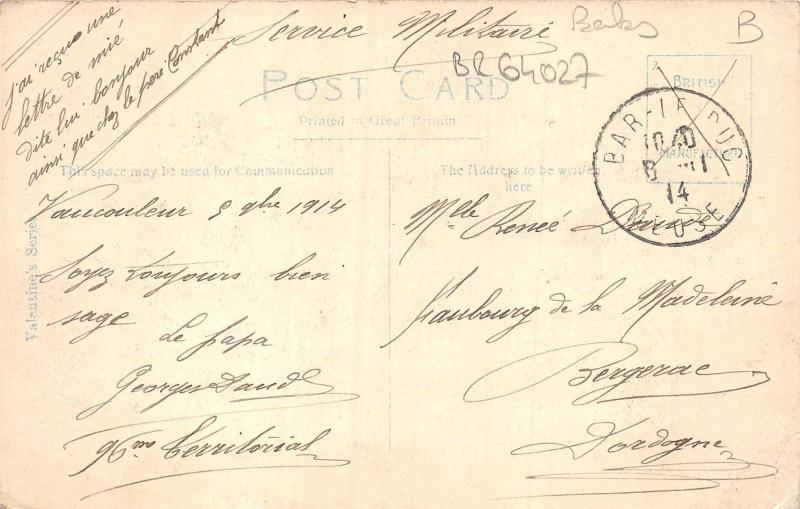 J'ai reçu une
lettre de mié
dite lui bonjour
ainsi que chez le père Constant
Service Militaire
Berks
B
BR64027
POST CARD
Printed in Great Britain
BRITISH
MANUFACTURE
BAR-LE-DUC
14
MEUSE
This space may be used for Communication
The Address to be written
here
Valentine's Series
Vaucouleur 5 9bre 1914
Soyez toujours bien
sage
Le papa
Georges Daudé
96me Territorial
Mlle Renée Daudé
Faubourg de la Madeleine
Bergerac
Dordogne